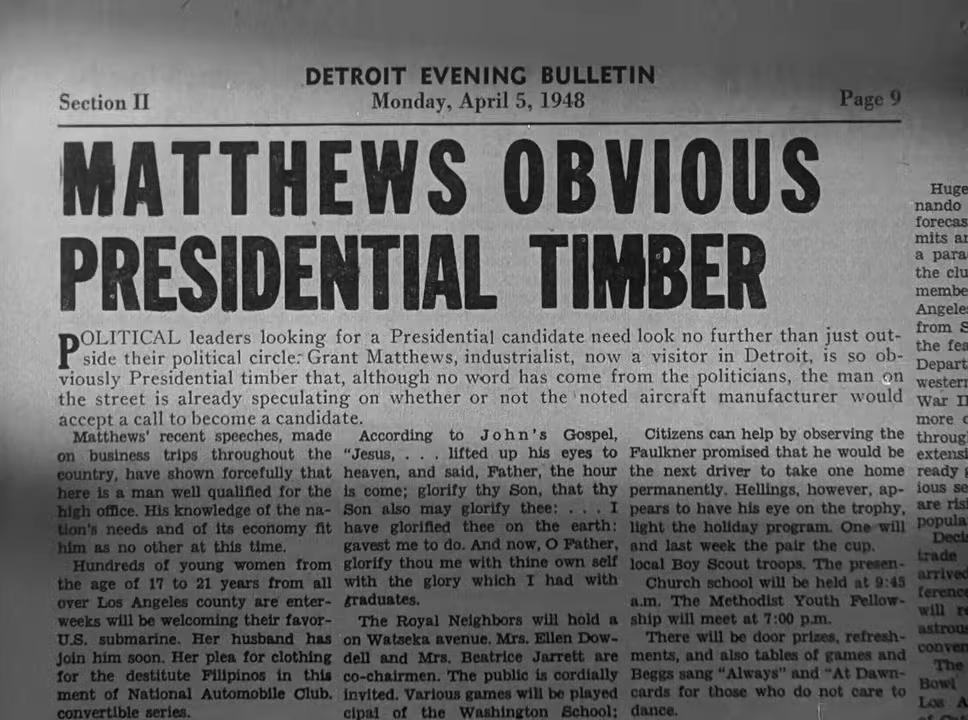 DETROIT EVENING BULLETIN
Section II
Monday, April 5, 1948
Page 9
MATTHEWS OBVIOUS
PRESIDENTIAL TIMBER
POLITICAL leaders looking for a Presidential candidate need look no further than just out-
side their political circle: Grant Matthews, industrialist, now a visitor in Detroit, is so ob-
viously Presidential timber that, although no word has come from the politicians, the man on
the street is already speculating on whether or not the noted aircraft manufacturer would
accept a call to become a candidate.
Matthews' recent speeches, made
on business trips throughout the
country, have shown forcefully that
here is a man well qualified for the
high office. His knowledge of the na-
tion's needs and of its economy fit
him as no other at this time.
Hundreds of young women from
the age of 17 to 21 years from all
over Los Angeles county are enter-
weeks will be welcoming their favor-
U.S. submarine. Her husband has
join him soon. Her plea for clothing
for the destitute Filipinos in this
ment of National Automobile Club.
convertible series.
According to John's Gospel,
"Jesus, . . . lifted up his eyes to
heaven, and said, Father, the hour
is come; glorify thy Son, that thy
Son also may glorify thee: . . . I
have glorified thee on the earth:
gavest me to do. And now, O Father,
glorify thou me with thine own self
with the glory which I had with
graduates.
The Royal Neighbors will hold a
on Watseka avenue. Mrs. Ellen Dow-
dell and Mrs. Beatrice Jarrett are
co-chairmen. The public is cordially
invited. Various games will be played
cipal of the Washington School;
Citizens can help by observing the
Faulkner promised that he would be
the next driver to take one home
permanently. Hellings, however, ap-
pears to have his eye on the trophy,
light the holiday program. One will
and last week the pair the cup.
local Boy Scout troops. The presen-
Church school will be held at 9:45
a.m. The Methodist Youth Fellow-
ship will meet at 7:00 p.m.
There will be door prizes, refresh-
ments, and also tables of games and
Beggs sang "Always" and "At Dawn-
cards for those who do not care to
dance.
Huge
nando
forecas
mits a
a para
the clu
membe
Angele
from S
the fea
Depart
western
War II
more c
through
extensi
ready
ious se
are ris
popula
Deci
trade
arrived
ference
will re
astrous
conven
The
Bowl
Los A